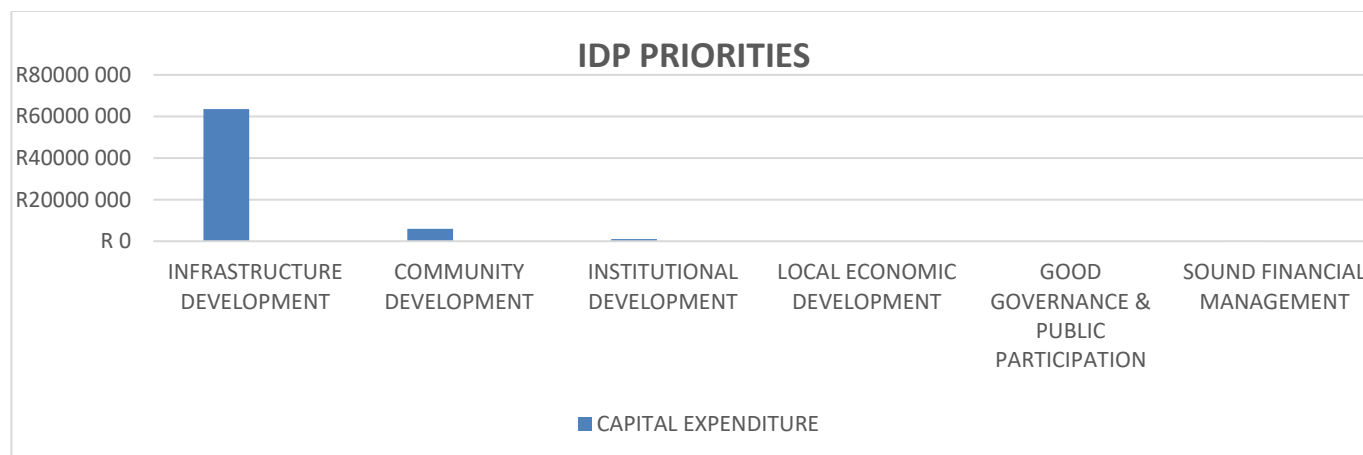 IDP PRIORITIES
R80000 000
R60000 000
R40000 000
R20000 000
R 0
INFRASTRUCTURE
DEVELOPMENT
COMMUNITY
DEVELOPMENT
INSTITUTIONAL
DEVELOPMENT
LOCAL ECONOMIC
DEVELOPMENT
GOOD
GOVERNANCE &
PUBLIC
PARTICIPATION
SOUND FINANCIAL
MANAGEMENT
CAPITAL EXPENDITURE